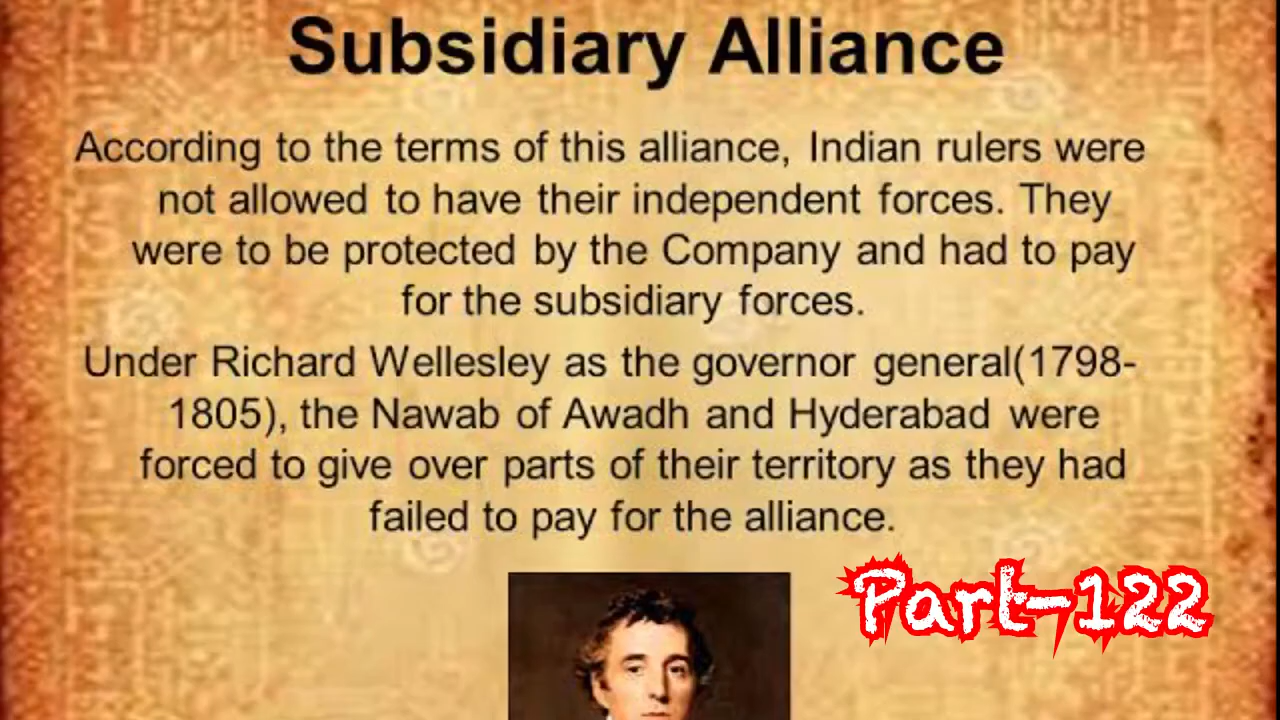 Subsidiary Alliance
According to the terms of this alliance, Indian rulers were
not allowed to have their independent forces. They
were to be protected by the Company and had to pay
for the subsidiary forces.
Under Richard Wellesley as the governor general(1798-
1805), the Nawab of Awadh and Hyderabad were
forced to give over parts of their territory as they had
failed to pay for the alliance.
Part-122